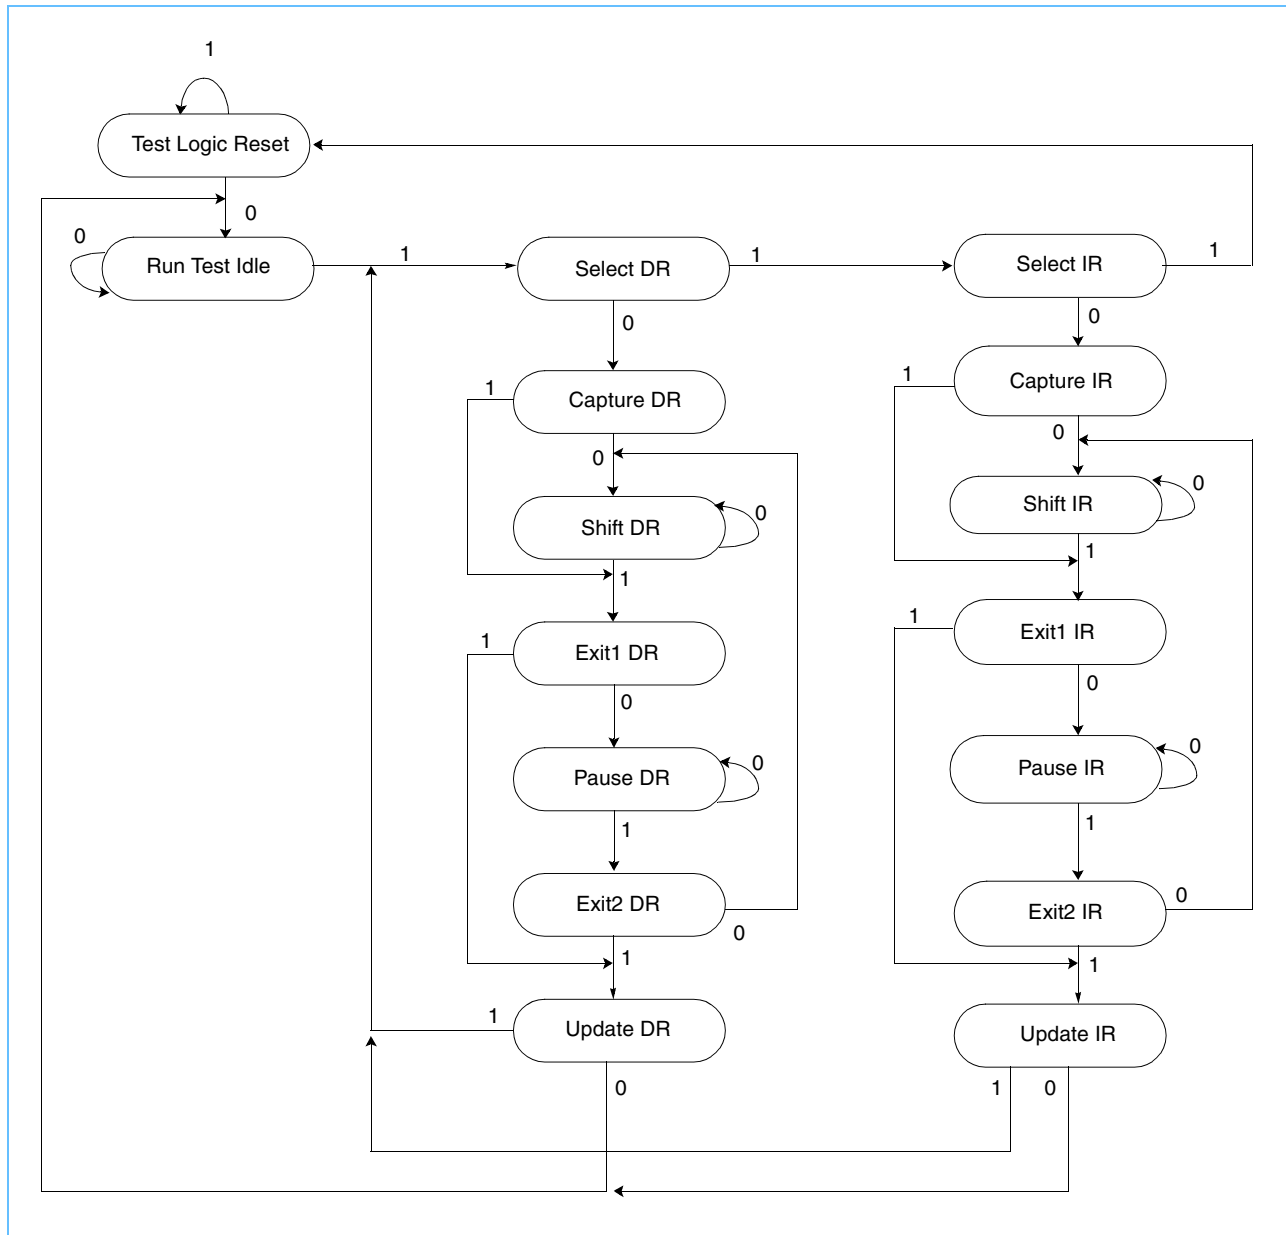 1
Test Logic Reset
0
0
Run Test Idle
1
Select DR
1
Select IR
1
0
0
1
Capture DR
1
Capture IR
0
0
Shift DR
0
Shift IR
0
1
1
1
Exit1 DR
1
Exit1 IR
0
0
Pause DR
0
Pause IR
0
1
1
Exit2 DR
0
Exit2 IR
0
1
1
1
Update DR
Update IR
0
1
0